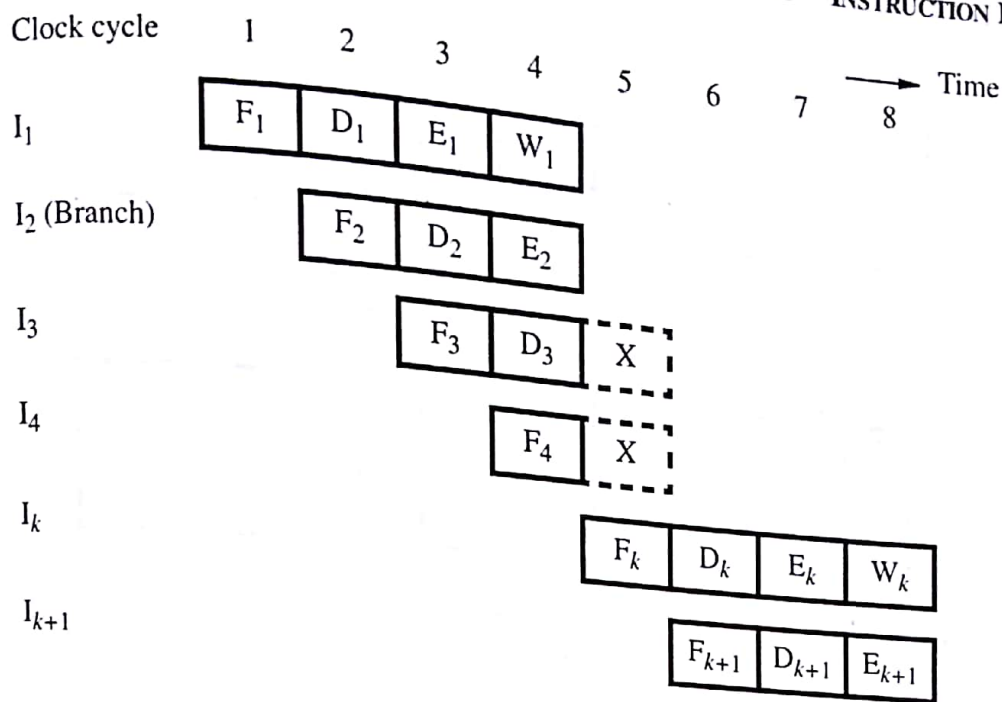 INSTRUCTION
Clock cycle 1 2 3 4 5 6 7 8 Time
I₁ F₁ D₁ E₁ W₁
I₂ (Branch) F₂ D₂ E₂
I₃ F₃ D₃ X
I₄ F₄ X
Iₖ Fₖ Dₖ Eₖ Wₖ
Iₖ₊₁ Fₖ₊₁ Dₖ₊₁ Eₖ₊₁